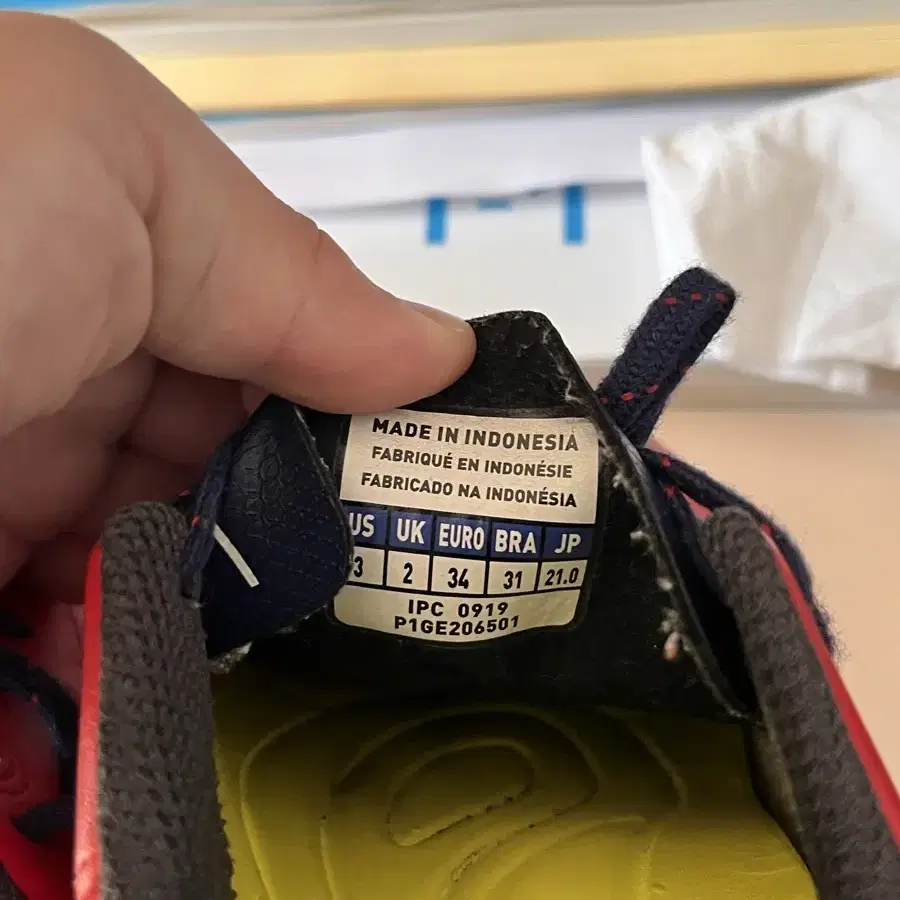 MADE IN INDONESIA
FABRIQUÉ EN INDONÉSIE
FABRICADO NA INDONÉSIA
US UK EURO BRA JP
3 2 34 31 21.0
IPC 0919
P1GE206501